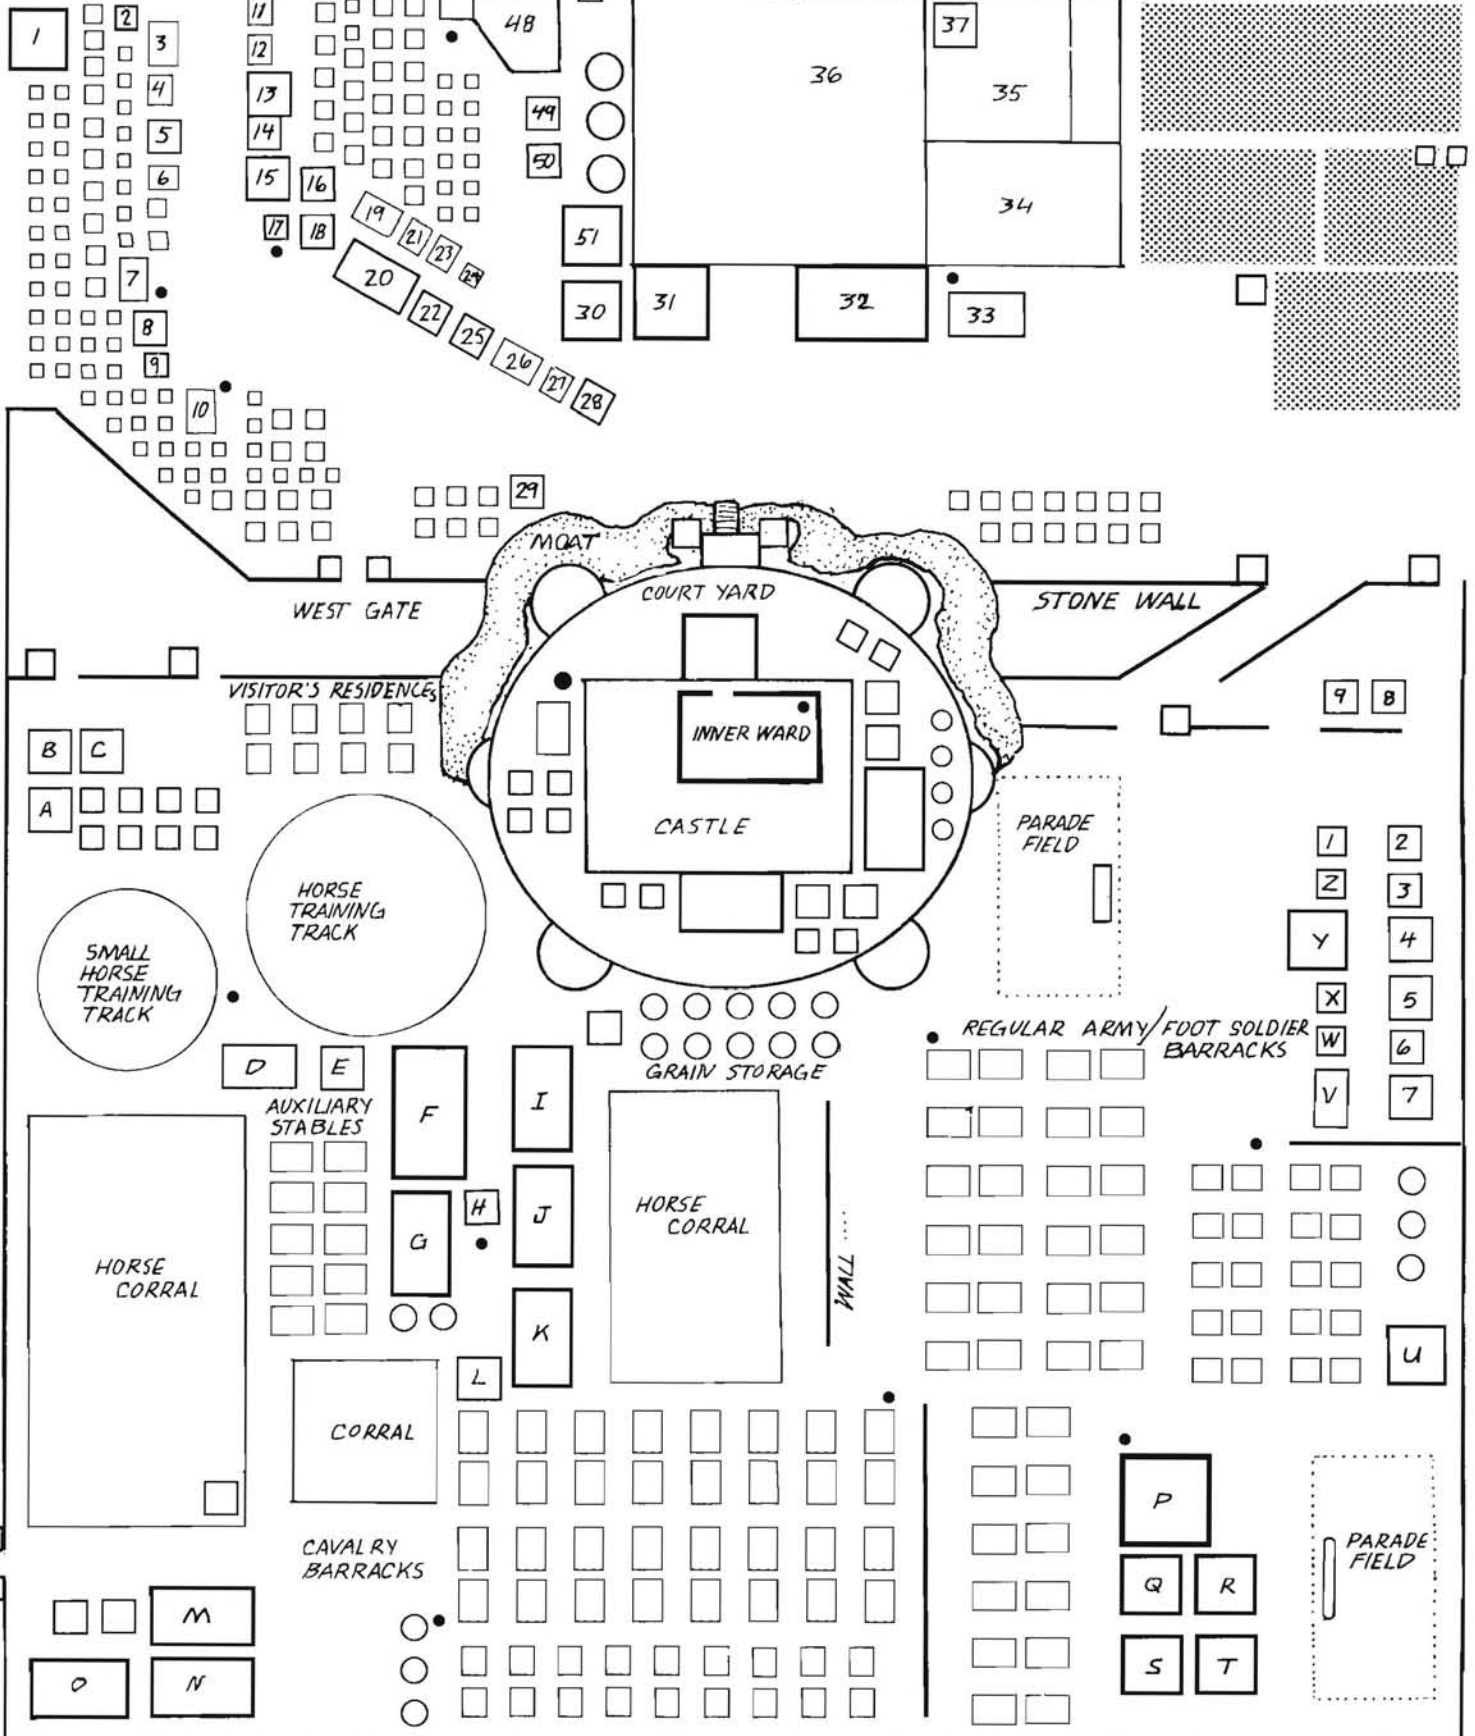 1
2
3
4
5
6
7
8
9
10
11
12
13
14
15
16
17
18
19
20
21
22
23
24
25
26
27
28
29
48
49
50
51
30
31
32
33
34
35
36
37
MOAT
COURT YARD
WEST GATE
STONE WALL
VISITOR'S RESIDENCES
INNER WARD
CASTLE
B
C
A
HORSE
TRAINING
TRACK
SMALL
HORSE
TRAINING
TRACK
PARADE
FIELD
9
8
1
2
Z
3
Y
4
X
5
W
6
V
7
REGULAR ARMY/FOOT SOLDIER
BARRACKS
GRAIN STORAGE
D
E
AUXILIARY
STABLES
F
G
H
I
J
K
L
HORSE
CORRAL
HORSE
CORRAL
WALL
CORRAL
U
CAVALRY
BARRACKS
P
Q
R
S
T
PARADE
FIELD
M
O
N